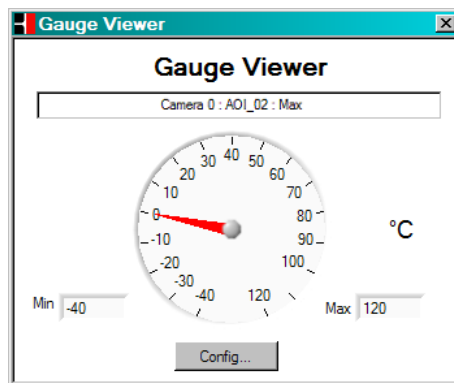 Gauge Viewer
Gauge Viewer
Camera 0 : AOI_02 : Max
40
30 50
20 60
10 70
0 80
-10 90
-20 100
-30
-40 120
°C
Min -40
Max 120
Config...